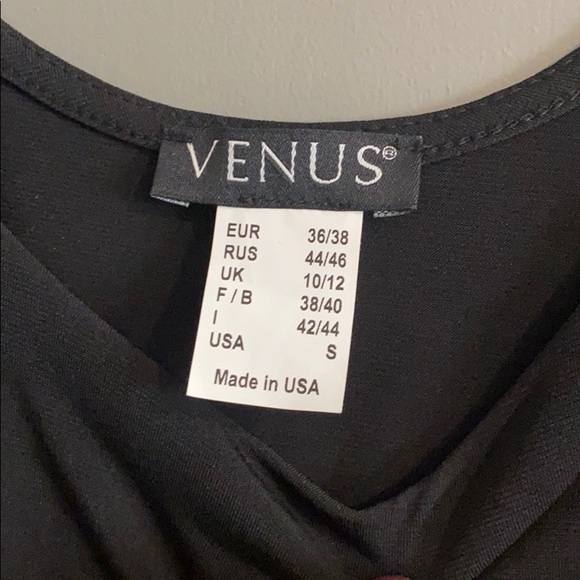 VENUS®
EUR 36/38
RUS 44/46
UK 10/12
F / B 38/40
I 42/44
USA S
Made in USA